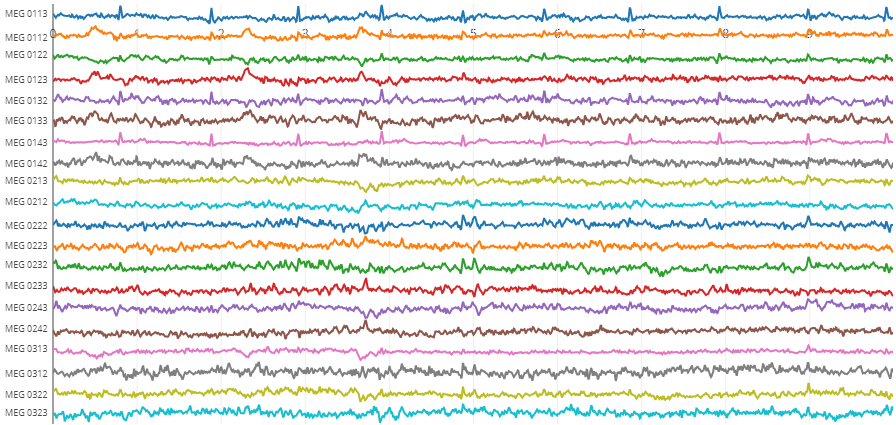 MEG 0113
0 1 2 3 4 5 6 7 8 9
MEG 0112
MEG 0122
MEG 0123
MEG 0132
MEG 0133
MEG 0143
MEG 0142
MEG 0213
MEG 0212
MEG 0222
MEG 0223
MEG 0232
MEG 0233
MEG 0243
MEG 0242
MEG 0313
MEG 0312
MEG 0322
MEG 0323